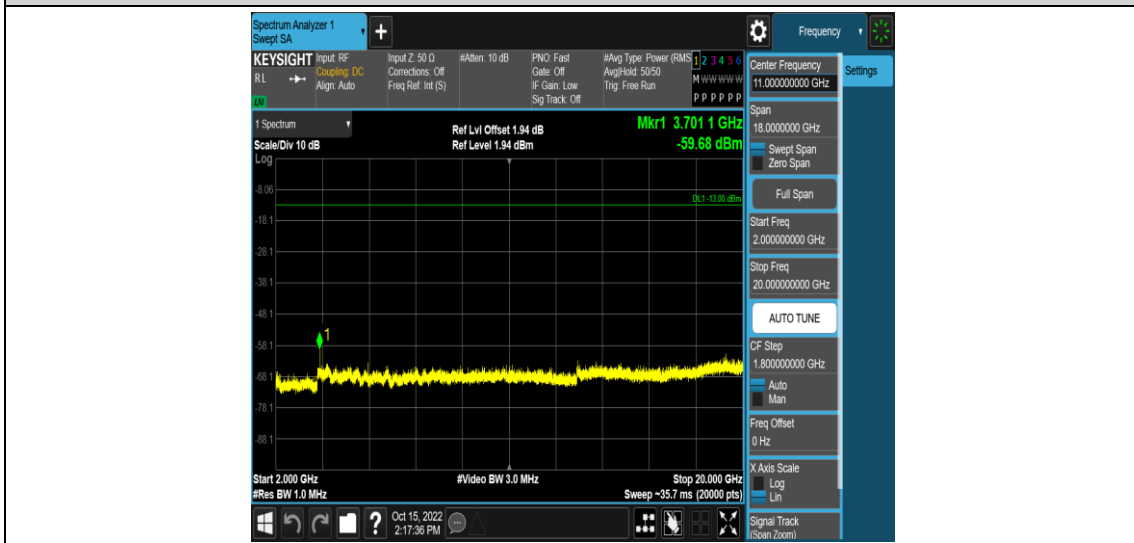 Spectrum Analyzer 1
Swept SA
+
Frequency
KEYSIGHT
RL
LXI
Input: RF
Coupling: DC
Align: Auto
Input Z: 50 Ω
Corrections: Off
Freq Ref: Int (S)
#Atten: 10 dB
PNO: Fast
Gate: Off
IF Gain: Low
Sig Track: Off
#Avg Type: Power (RMS
Avg|Hold: 50/50
Trig: Free Run
1 2 3 4 5 6
M W W W W W
P P P P P P
1 Spectrum
Scale/Div 10 dB
Ref Lvl Offset 1.94 dB
Ref Level 1.94 dBm
Mkr1 3.701 1 GHz
-59.68 dBm
Log
-8.06
-18.1
-28.1
-38.1
-48.1
-58.1
-68.1
-78.1
-88.1
DL1 -13.00 dBm
1
Start 2.000 GHz
#Res BW 1.0 MHz
#Video BW 3.0 MHz
Stop 20.000 GHz
Sweep ~35.7 ms (20000 pts)
?
Oct 15, 2022
2:17:36 PM
Center Frequency
11.000000000 GHz
Settings
Span
18.0000000 GHz
Swept Span
Zero Span
Full Span
Start Freq
2.000000000 GHz
Stop Freq
20.000000000 GHz
AUTO TUNE
CF Step
1.800000000 GHz
Auto
Man
Freq Offset
0 Hz
X Axis Scale
Log
Lin
Signal Track
(Span Zoom)